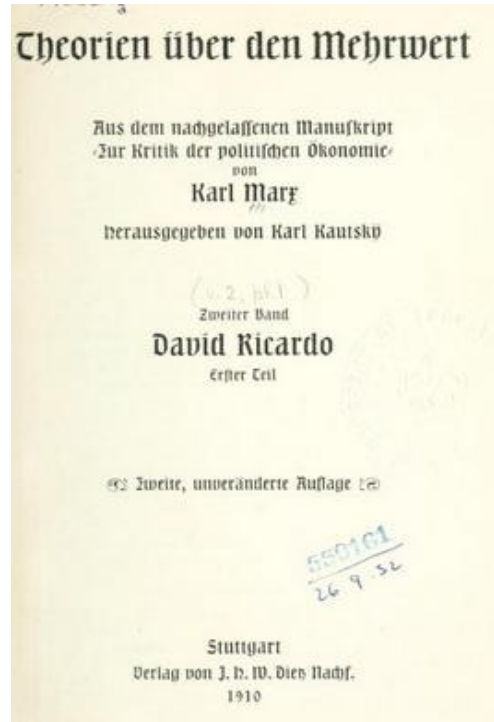 Theorien über den Mehrwert
Aus dem nachgelassenen Manuskript
„Zur Kritik der politischen Ökonomie“
von
Karl Marx
Herausgegeben von Karl Kautsky
(v.2, pt.1)
Zweiter Band
David Ricardo
Erster Teil
Zweite, unveränderte Auflage
550161
26 9.32
Stuttgart
Verlag von J. H. W. Dietz Nachf.
1910